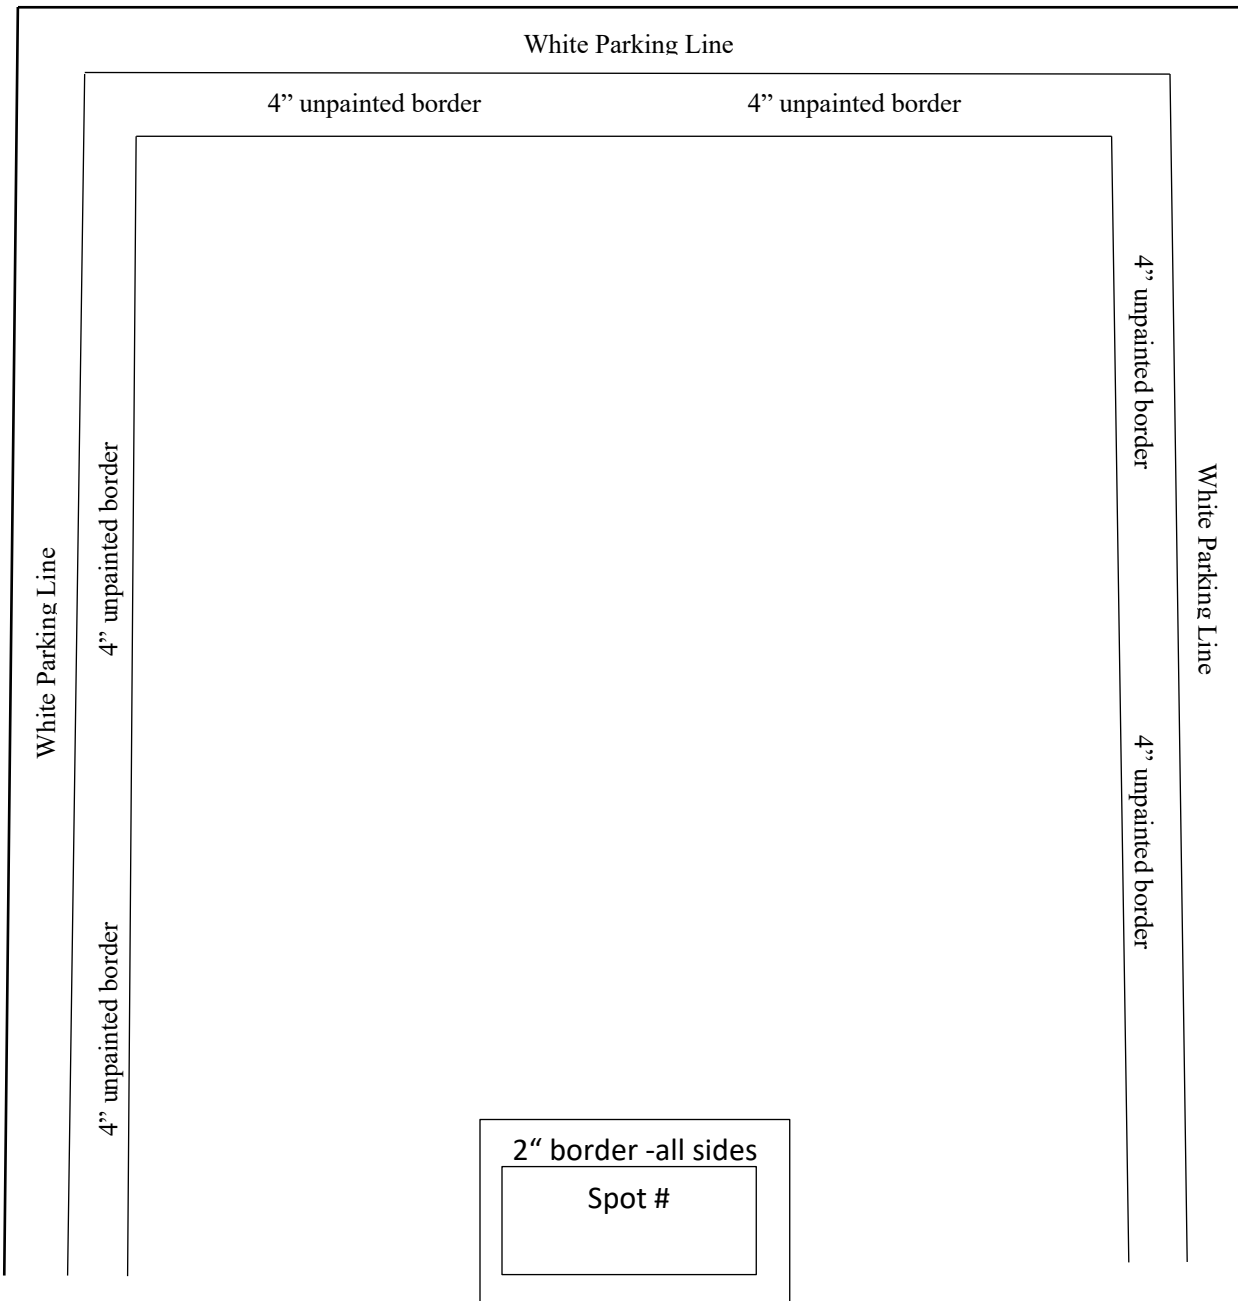 White Parking Line
4” unpainted border
4” unpainted border
4” unpainted border
4” unpainted border
White Parking Line
White Parking Line
4” unpainted border
4” unpainted border
2“ border -all sides
Spot #